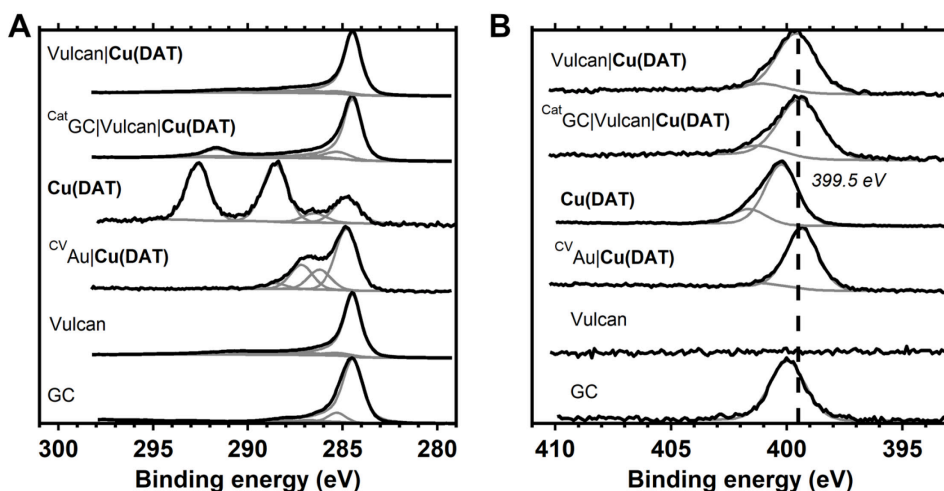 A
Vulcan|Cu(DAT)
CatGC|Vulcan|Cu(DAT)
Cu(DAT)
CVAu|Cu(DAT)
Vulcan
GC
300 295 290 285 280
Binding energy (eV)
B
Vulcan|Cu(DAT)
CatGC|Vulcan|Cu(DAT)
399.5 eV
Cu(DAT)
CVAu|Cu(DAT)
Vulcan
GC
410 405 400 395
Binding energy (eV)